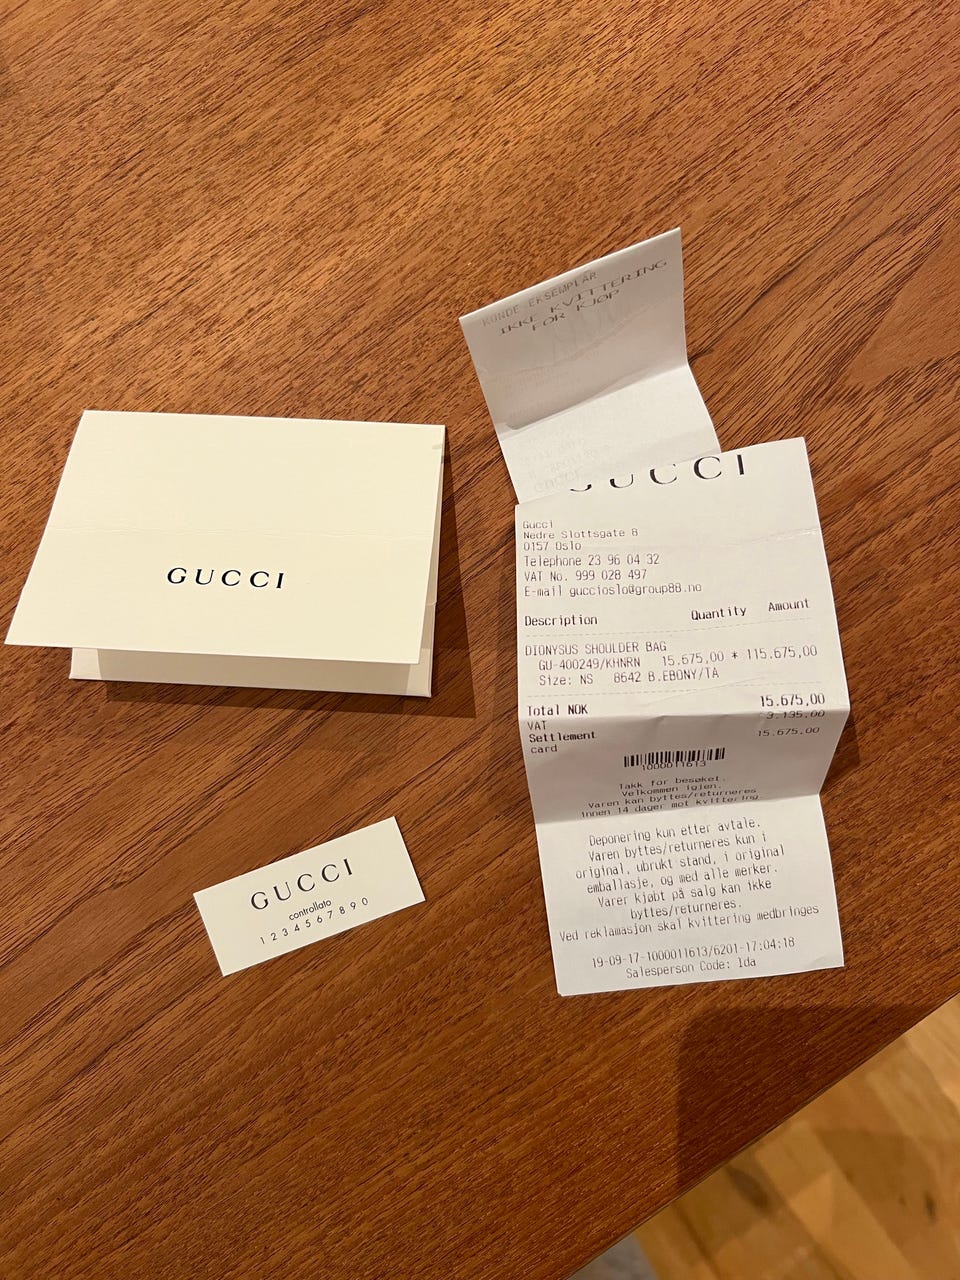 KUNDE EKSEMPLAR
IKKE KVITTERING
FOR KJØP
GUCCI
Gucci
Nedre Slottsgate 8
0157 Oslo
Telephone 23 96 04 32
VAT No. 999 028 497
E-mail guccioslo@group88.no
Description Quantity Amount
DIONYSUS SHOULDER BAG
GU-400249/KHNRN 15.675,00 * 115.675,00
Size: NS 8642 B.EBONY/TA
Total NOK 15.675,00
VAT 3.135,00
Settlement
card 15.675,00
1000011613
Takk for besøket.
Velkommen igjen.
Varen kan byttes/returneres
innen 14 dager mot kvittering
Deponering kun etter avtale.
Varen byttes/returneres kun i
original, ubrukt stand, i original
emballasje, og med alle merker.
Varer kjøbt på salg kan ikke
byttes/returneres.
Ved reklamasjon skal kvittering medbringes
19-09-17-1000011613/6201-17:04:18
Salesperson Code: Ida
GUCCI
GUCCI
controllato
1 2 3 4 5 6 7 8 9 0